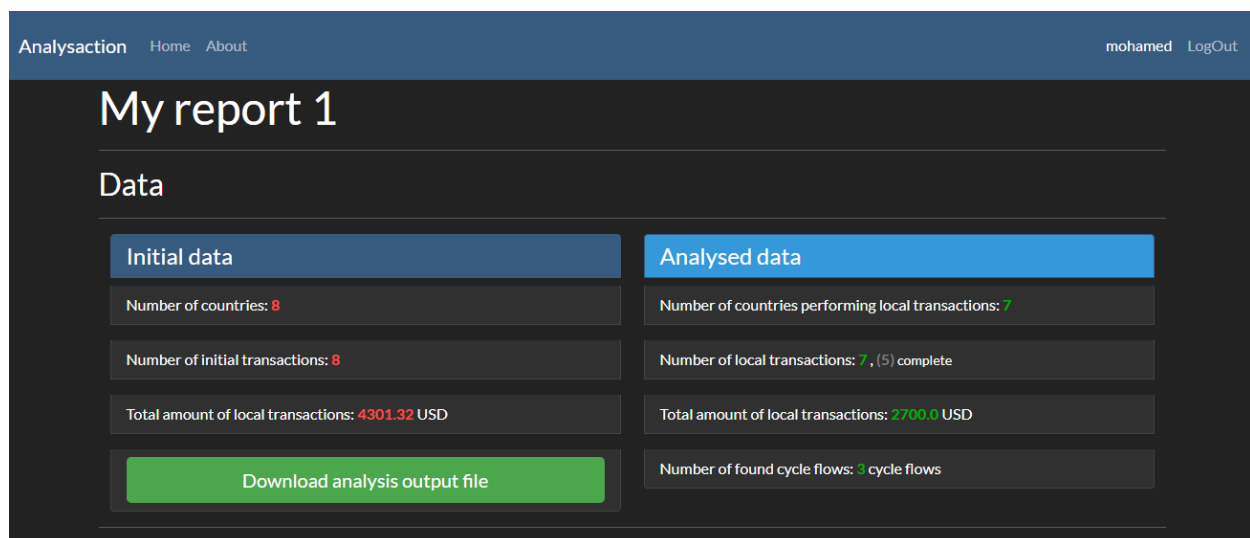 Analysaction Home About mohamed LogOut
My report 1
Data
Initial data
Number of countries: 8
Number of initial transactions: 8
Total amount of local transactions: 4301.32 USD
Download analysis output file
Analysed data
Number of countries performing local transactions: 7
Number of local transactions: 7 , (5) complete
Total amount of local transactions: 2700.0 USD
Number of found cycle flows: 3 cycle flows